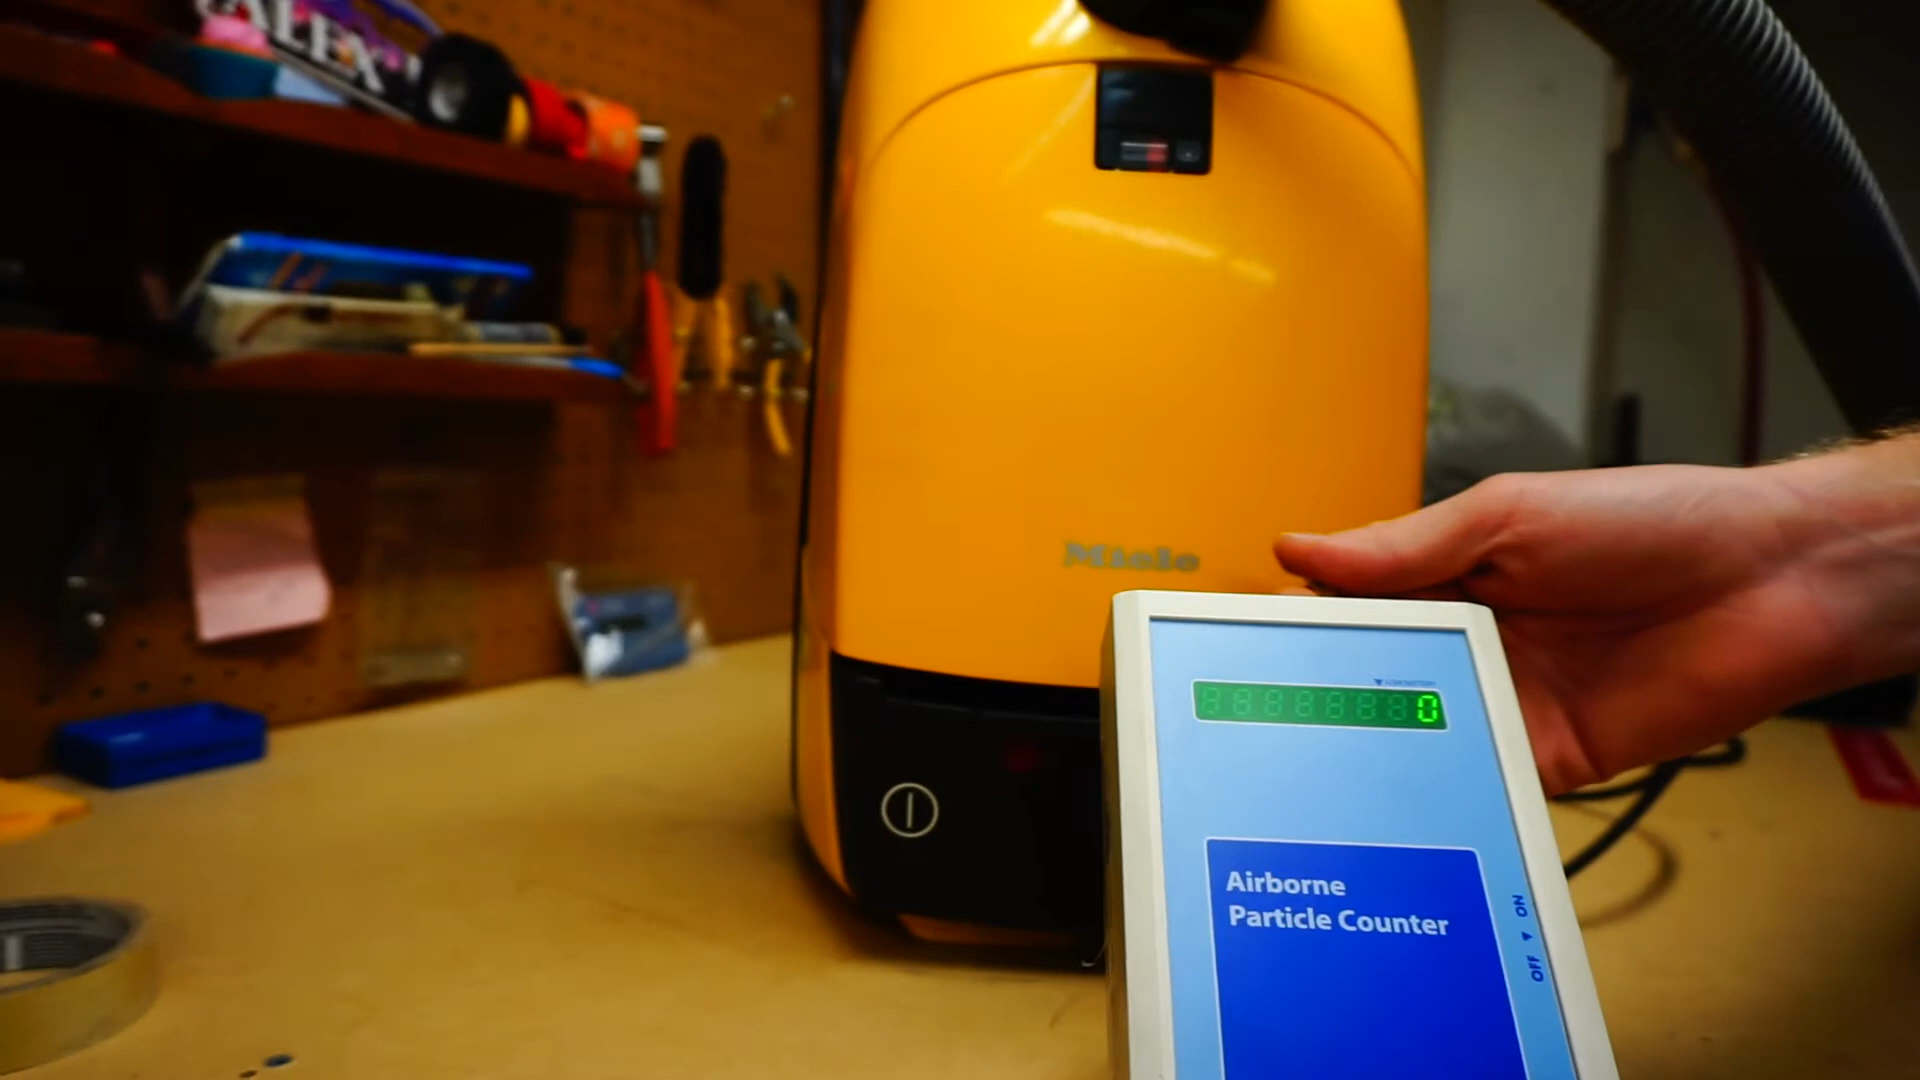 ALEX
Miele
0
Airborne
Particle Counter
OFF ▼ ON